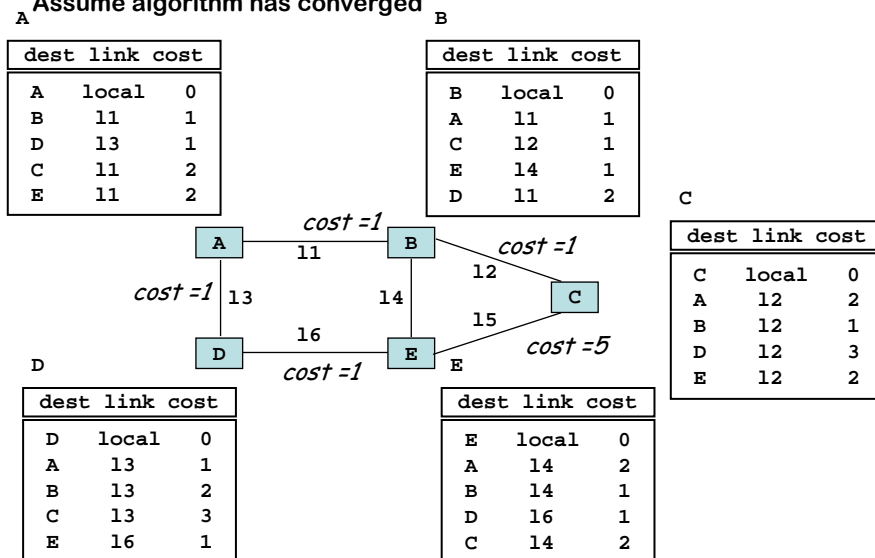 Assume algorithm has converged
A
dest link cost
A local 0
B l1 1
D l3 1
C l1 2
E l1 2
B
dest link cost
B local 0
A l1 1
C l2 1
E l4 1
D l1 2
C
dest link cost
C local 0
A l2 2
B l2 1
D l2 3
E l2 2
A
cost =1
l1
B
cost =1
l2
C
cost =1
l3
l4
l5
cost =5
D
l6
cost =1
E
D
dest link cost
D local 0
A l3 1
B l3 2
C l3 3
E l6 1
E
dest link cost
E local 0
A l4 2
B l4 1
D l6 1
C l4 2